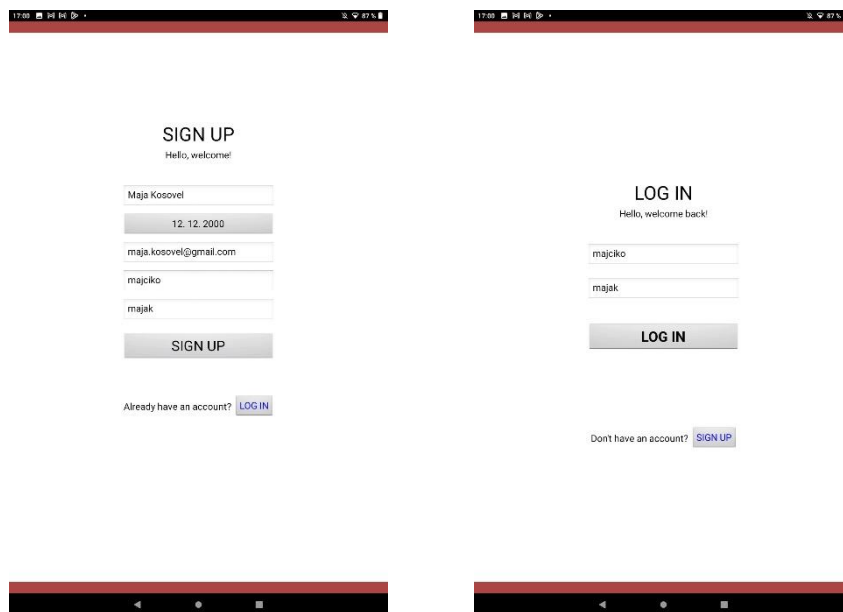 17:00
87%
SIGN UP
Hello, welcome!
Maja Kosovel
12. 12. 2000
maja.kosovel@gmail.com
majciko
majak
SIGN UP
Already have an account? LOG IN
17:00
87%
LOG IN
Hello, welcome back!
majciko
majak
LOG IN
Don't have an account? SIGN UP